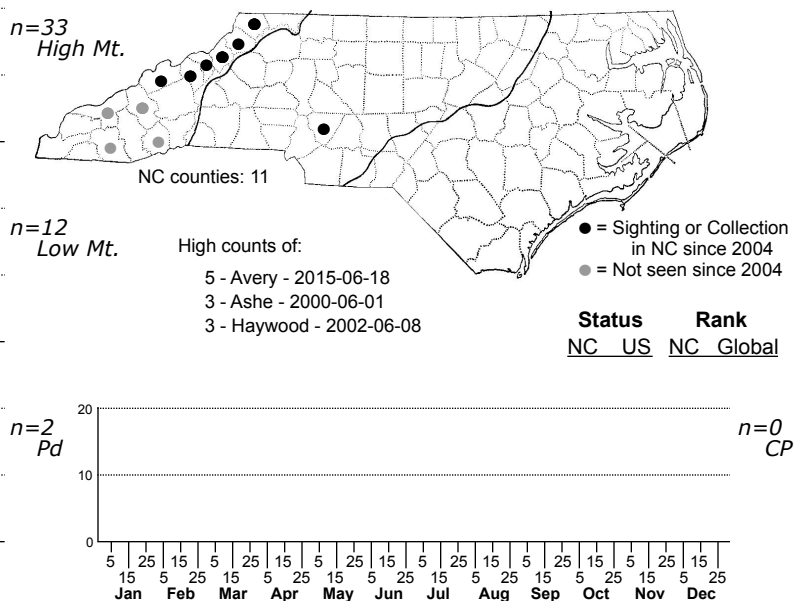 n=33
High Mt.
NC counties: 11
n=12
Low Mt.
High counts of:
5 - Avery - 2015-06-18
3 - Ashe - 2000-06-01
3 - Haywood - 2002-06-08
● = Sighting or Collection
in NC since 2004
● = Not seen since 2004
Status Rank
NC US NC Global
n=2
Pd
20
10
0
n=0
CP
5 25 5 25 5 25 5 25 5 25 5 25
15 5 15 25 15 5 15 25 15 5 15 25 15 5 15 25 15 5 15 25 15 5 15 25
Jan Feb Mar Apr May Jun Jul Aug Sep Oct Nov Dec